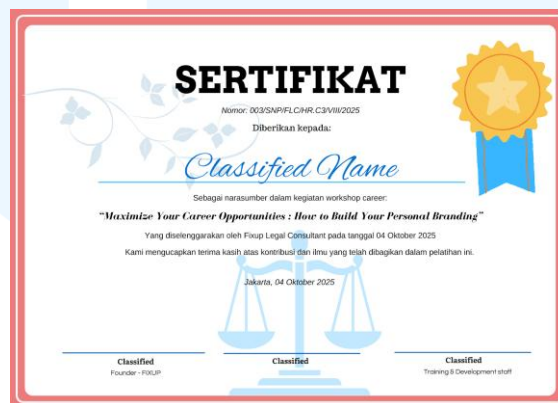 SERTIFIKAT
Nomor: 003/SNP/FLC/HR.C3/VIII/2025
Diberikan kepada:
Classified Name
Sebagai narasumber dalam kegiatan workshop career:
“Maximize Your Career Opportunities : How to Build Your Personal Branding”
Yang diselenggarakan oleh Fixup Legal Consultant pada tanggal 04 Oktober 2025
Kami mengucapkan terima kasih atas kontribusi dan ilmu yang telah dibagikan dalam pelatihan ini.
Jakarta, 04 Oktober 2025
Classified
Founder - FIXUP
Classified
Classified
Training & Development staff